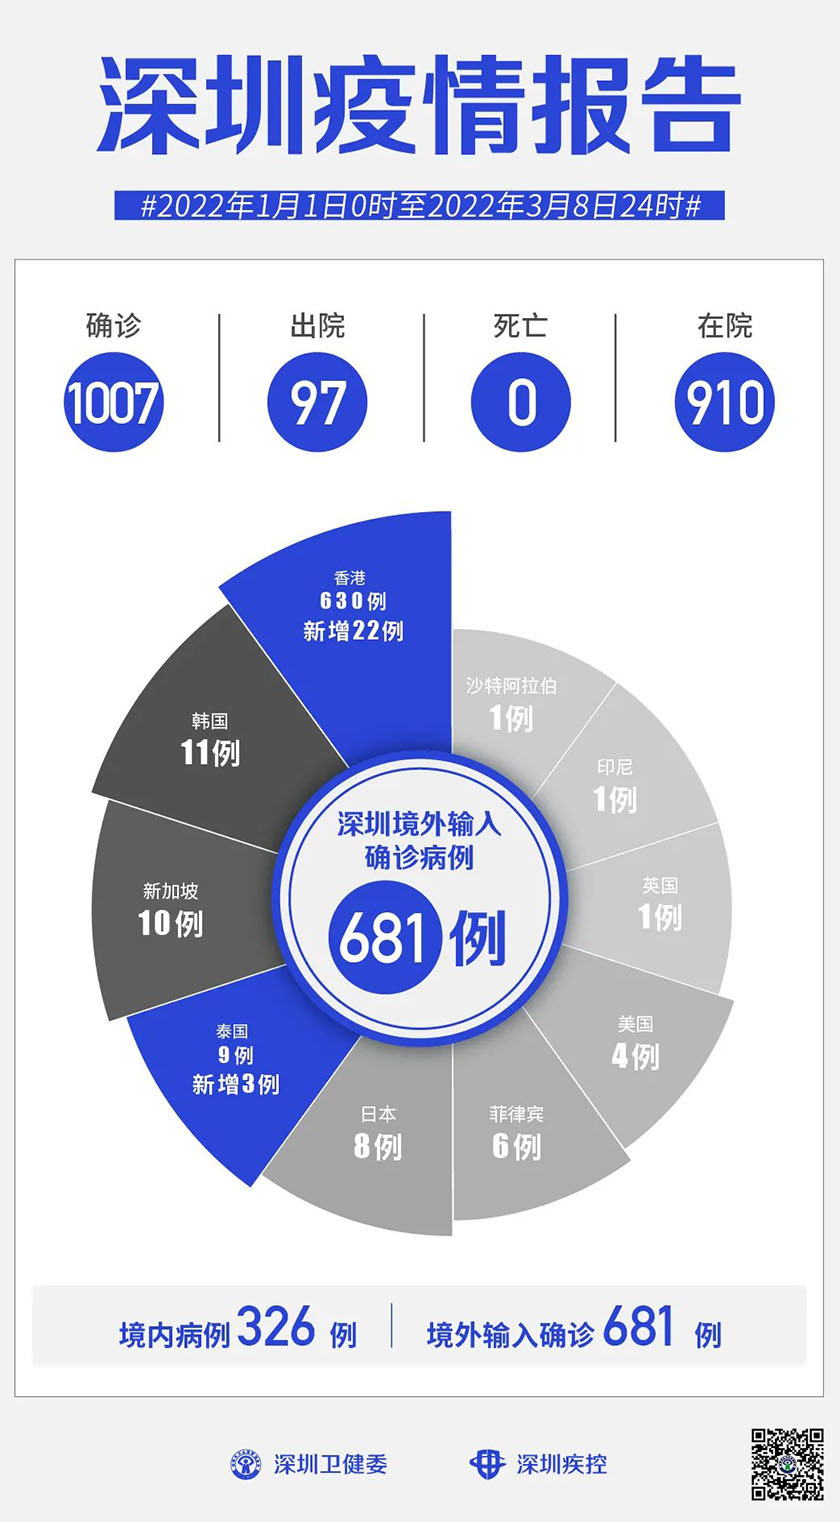 深圳疫情报告
#2022年1月1日0时至2022年3月8日24时#
确诊
1007
出院
97
死亡
0
在院
910
香港
630例
新增22例
沙特阿拉伯
1例
印尼
1例
英国
1例
美国
4例
菲律宾
6例
日本
8例
泰国
9例
新增3例
新加坡
10例
韩国
11例
深圳境外输入
确诊病例
681例
境内病例326例
境外输入确诊681例
深圳卫健委
深圳疾控